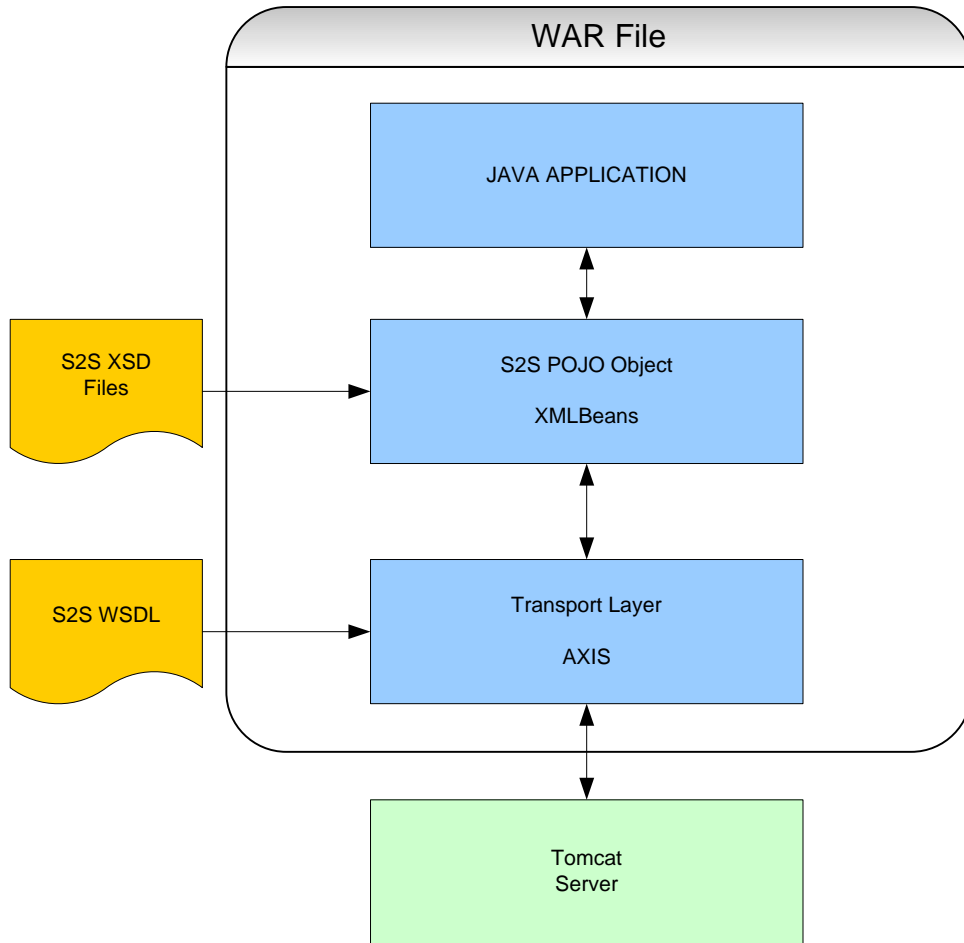 WAR File
JAVA APPLICATION
S2S XSD
Files
S2S POJO Object
XMLBeans
S2S WSDL
Transport Layer
AXIS
Tomcat
Server